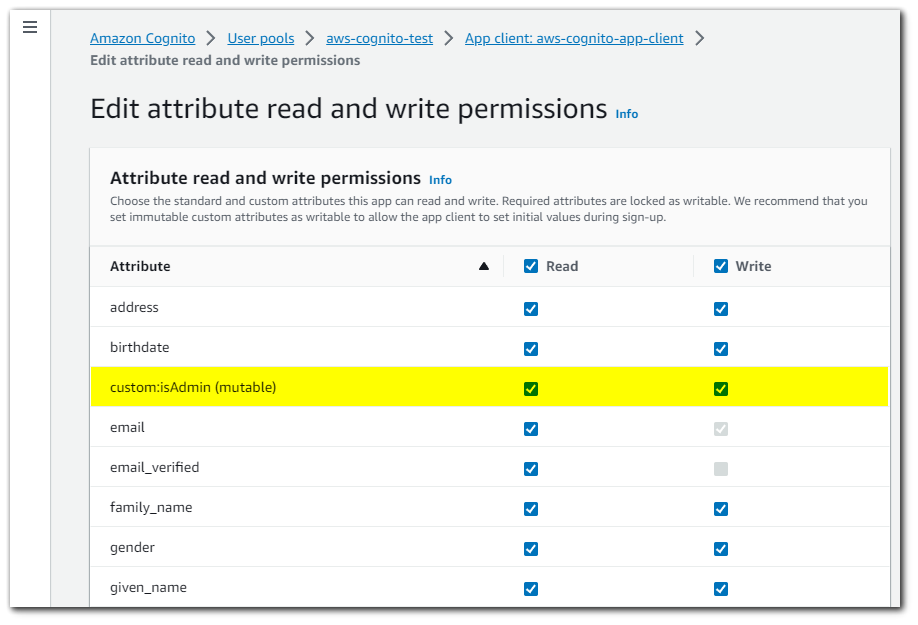 Amazon Cognito > User pools > aws-cognito-test > App client: aws-cognito-app-client >
Edit attribute read and write permissions
Edit attribute read and write permissions Info
Attribute read and write permissions Info
Choose the standard and custom attributes this app can read and write. Required attributes are locked as writable. We recommend that you
set immutable custom attributes as writable to allow the app client to set initial values during sign-up.
Attribute Read Write
address
birthdate
custom:isAdmin (mutable)
email
email_verified
family_name
gender
given_name